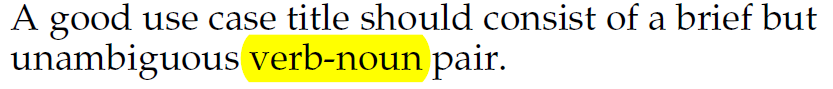 A good use case title should consist of a brief but
unambiguous verb-noun pair.